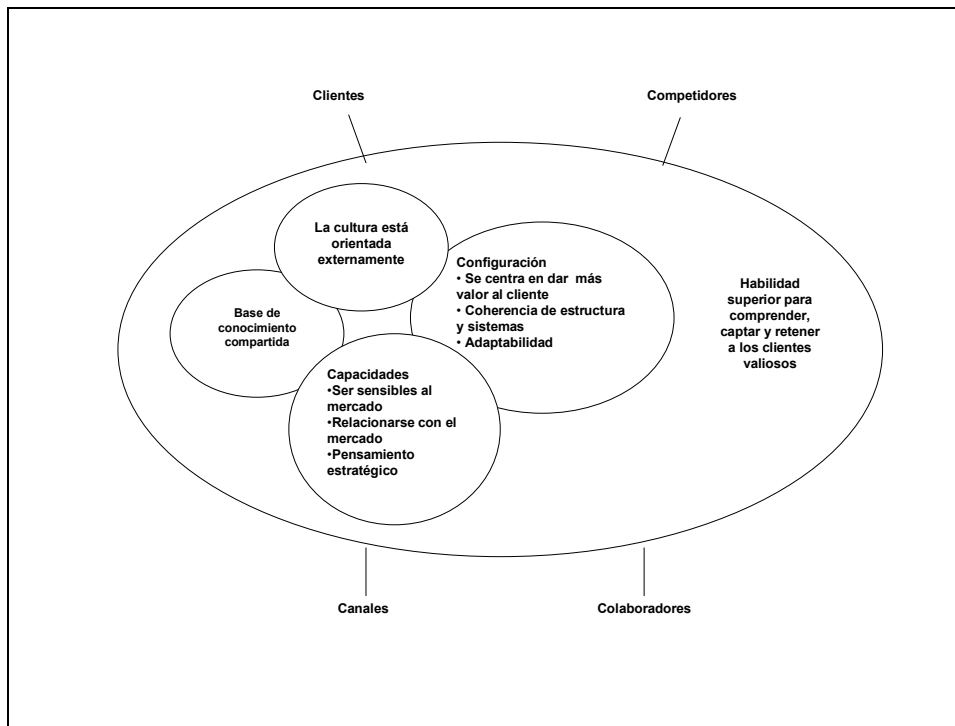 Clientes
Competidores
La cultura está
orientada
externamente
Configuración
• Se centra en dar más
valor al cliente
• Coherencia de estructura
y sistemas
• Adaptabilidad
Habilidad
superior para
comprender,
captar y retener
a los clientes
valiosos
Base de
conocimiento
compartida
Capacidades
•Ser sensibles al
mercado
•Relacionarse con el
mercado
•Pensamiento
estratégico
Canales
Colaboradores